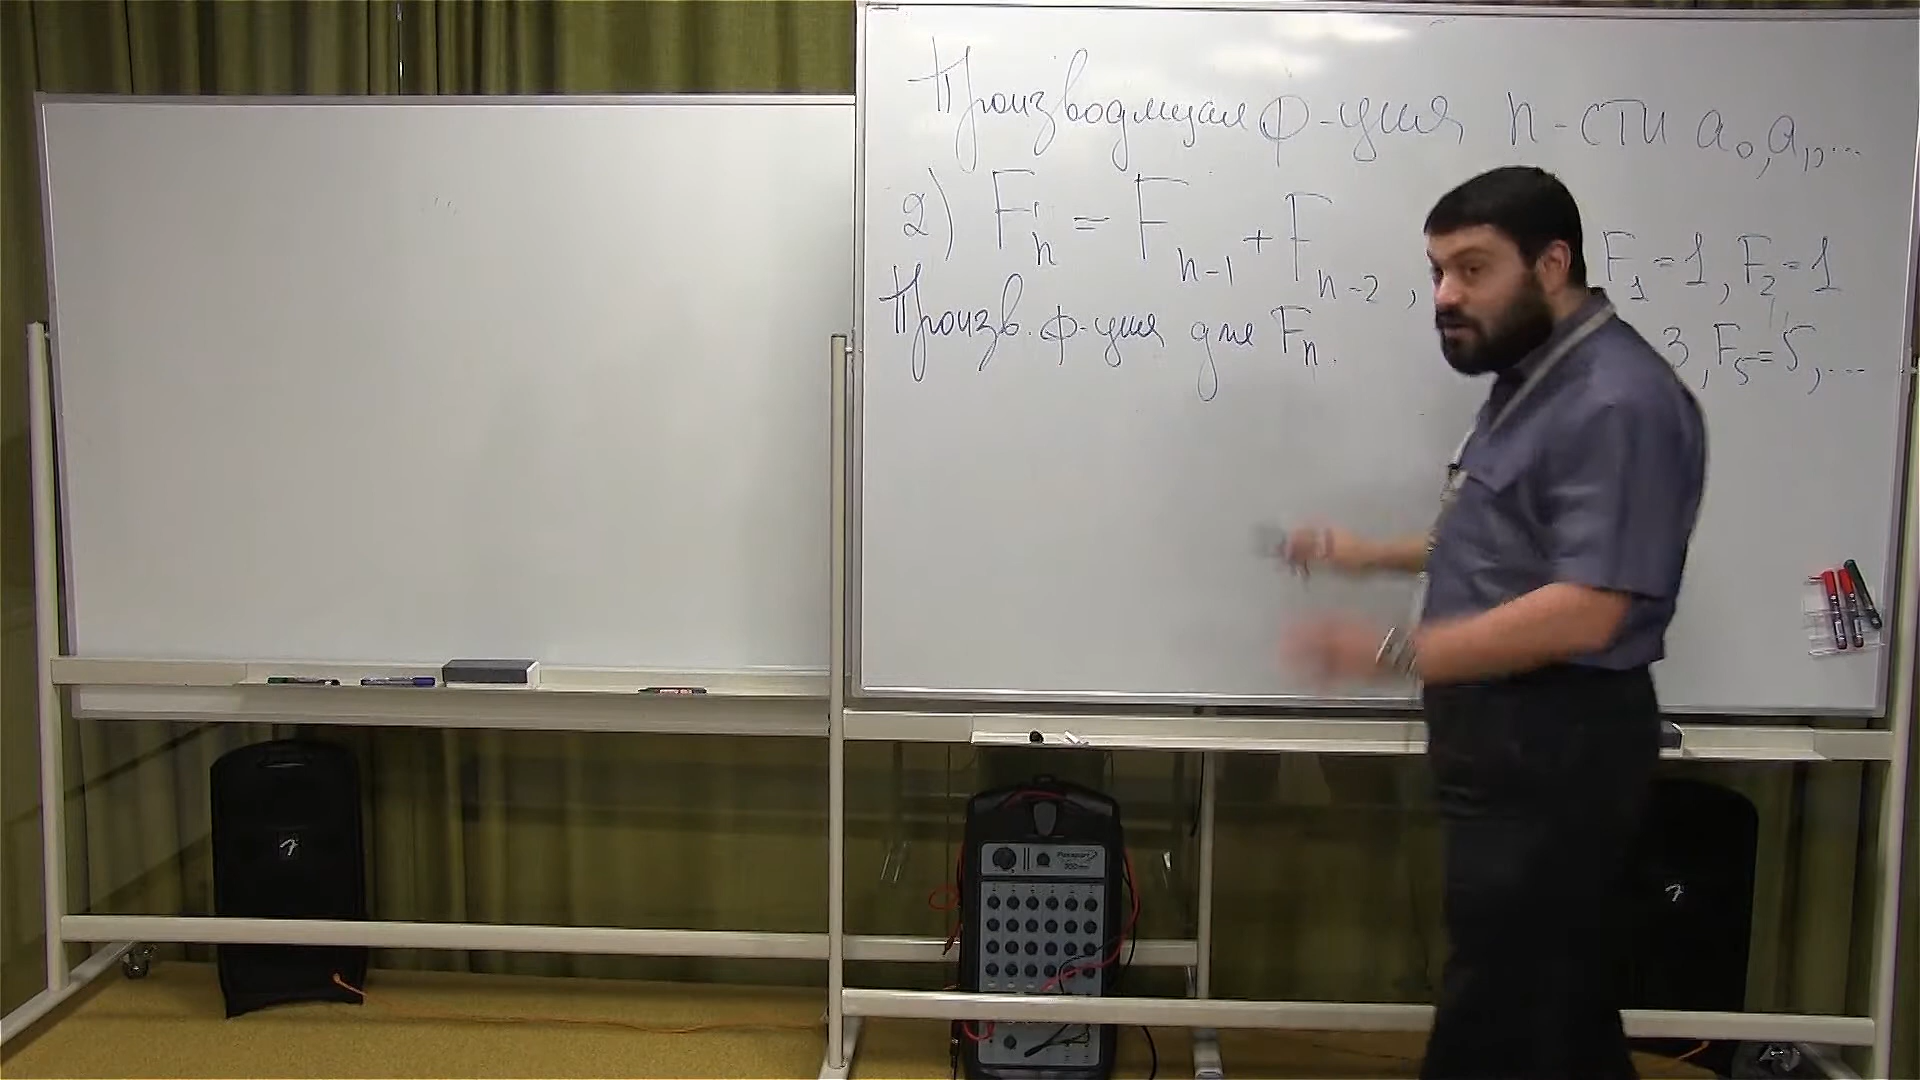 Производящая ф-ция п-сти a₀, a₁, ...
2) Fₙ = Fₙ₋₁ + Fₙ₋₂ , F₁ = 1, F₂ = 1
3, F₅ = 5, ...
Произв. ф-ция для Fₙ.